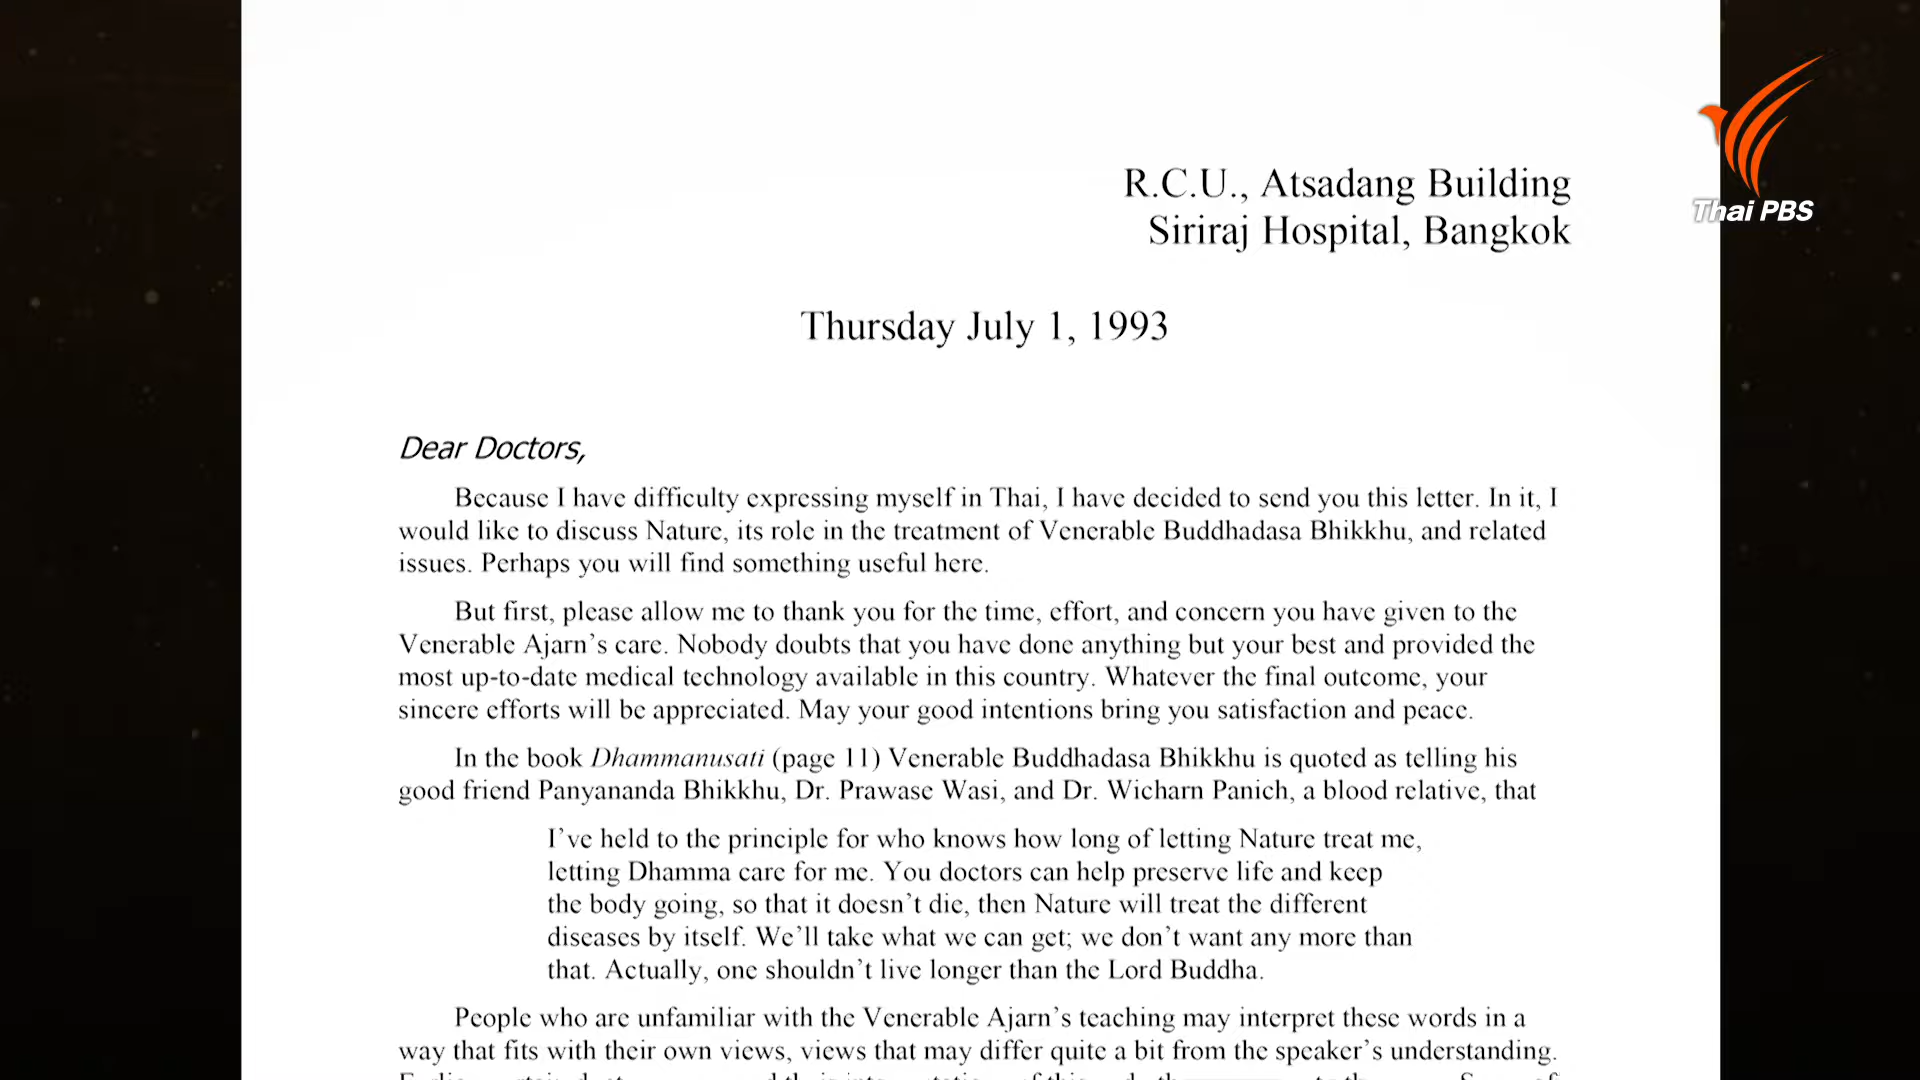 R.C.U., Atsadang Building
Siriraj Hospital, Bangkok
Thai PBS
Thursday July 1, 1993
Dear Doctors,
Because I have difficulty expressing myself in Thai, I have decided to send you this letter. In it, I
would like to discuss Nature, its role in the treatment of Venerable Buddhadasa Bhikkhu, and related
issues. Perhaps you will find something useful here.
But first, please allow me to thank you for the time, effort, and concern you have given to the
Venerable Ajarn's care. Nobody doubts that you have done anything but your best and provided the
most up-to-date medical technology available in this country. Whatever the final outcome, your
sincere efforts will be appreciated. May your good intentions bring you satisfaction and peace.
In the book Dhammanusati (page 11) Venerable Buddhadasa Bhikkhu is quoted as telling his
good friend Panyananda Bhikkhu, Dr. Prawase Wasi, and Dr. Wicharn Panich, a blood relative, that
I've held to the principle for who knows how long of letting Nature treat me,
letting Dhamma care for me. You doctors can help preserve life and keep
the body going, so that it doesn't die, then Nature will treat the different
diseases by itself. We'll take what we can get; we don't want any more than
that. Actually, one shouldn't live longer than the Lord Buddha.
People who are unfamiliar with the Venerable Ajarn's teaching may interpret these words in a
way that fits with their own views, views that may differ quite a bit from the speaker's understanding.